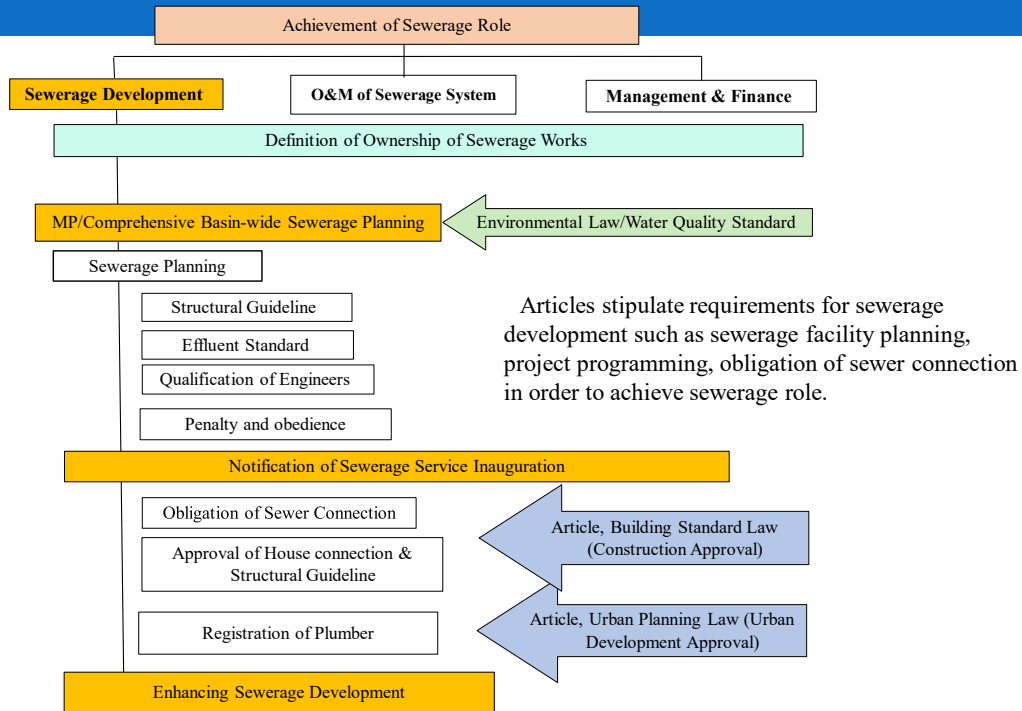 Achievement of Sewerage Role
Sewerage Development
O&M of Sewerage System
Management & Finance
Definition of Ownership of Sewerage Works
MP/Comprehensive Basin-wide Sewerage Planning
Environmental Law/Water Quality Standard
Sewerage Planning
Structural Guideline
Effluent Standard
Qualification of Engineers
Penalty and obedience
Articles stipulate requirements for sewerage
development such as sewerage facility planning,
project programming, obligation of sewer connection
in order to achieve sewerage role.
Notification of Sewerage Service Inauguration
Obligation of Sewer Connection
Approval of House connection &
Structural Guideline
Article, Building Standard Law
(Construction Approval)
Registration of Plumber
Article, Urban Planning Law (Urban
Development Approval)
Enhancing Sewerage Development